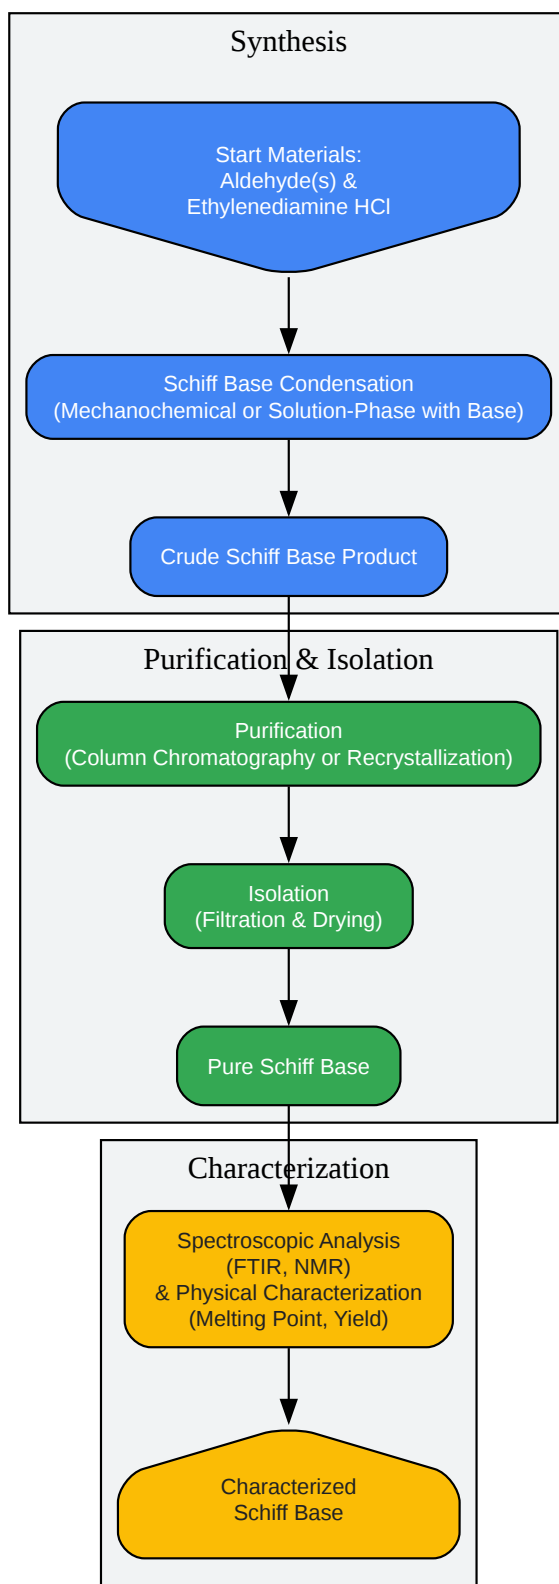 Synthesis
Start Materials:
Aldehyde(s) &
Ethylenediamine HCl
Schiff Base Condensation
(Mechanochemical or Solution-Phase with Base)
Crude Schiff Base Product
Purification & Isolation
Purification
(Column Chromatography or Recrystallization)
Isolation
(Filtration & Drying)
Pure Schiff Base
Characterization
Spectroscopic Analysis
(FTIR, NMR)
& Physical Characterization
(Melting Point, Yield)
Characterized
Schiff Base